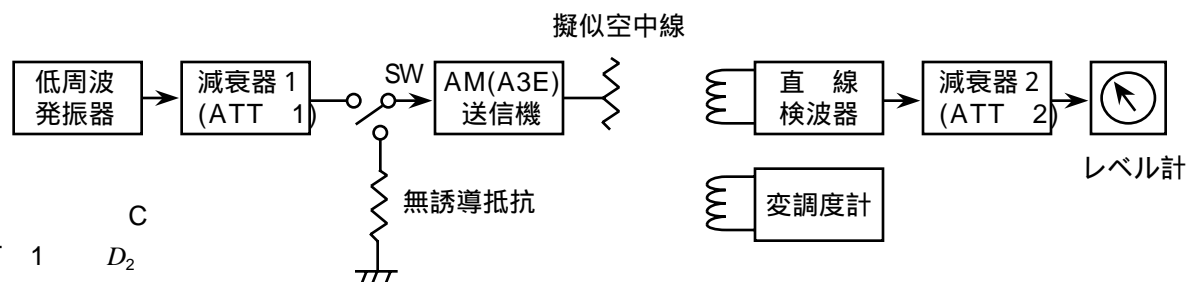 擬似空中線
低周波
発振器
減衰器 1
(ATT 1)
SW
AM(A3E)
送信機
直 線
検波器
減衰器 2
(ATT 2)
レベル計
無誘導抵抗
変調度計
C
1 D₂